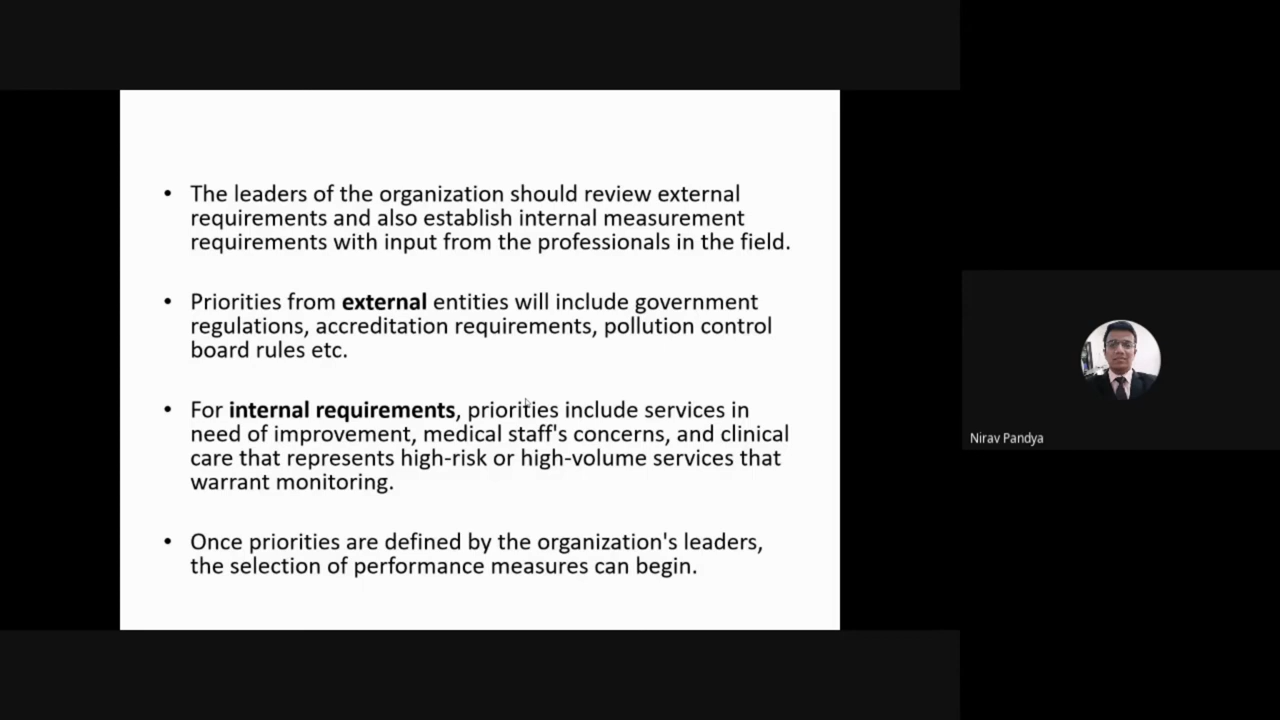 • The leaders of the organization should review external
requirements and also establish internal measurement
requirements with input from the professionals in the field.
• Priorities from external entities will include government
regulations, accreditation requirements, pollution control
board rules etc.
• For internal requirements, priorities include services in
need of improvement, medical staff's concerns, and clinical
care that represents high-risk or high-volume services that
warrant monitoring.
• Once priorities are defined by the organization's leaders,
the selection of performance measures can begin.
Nirav Pandya